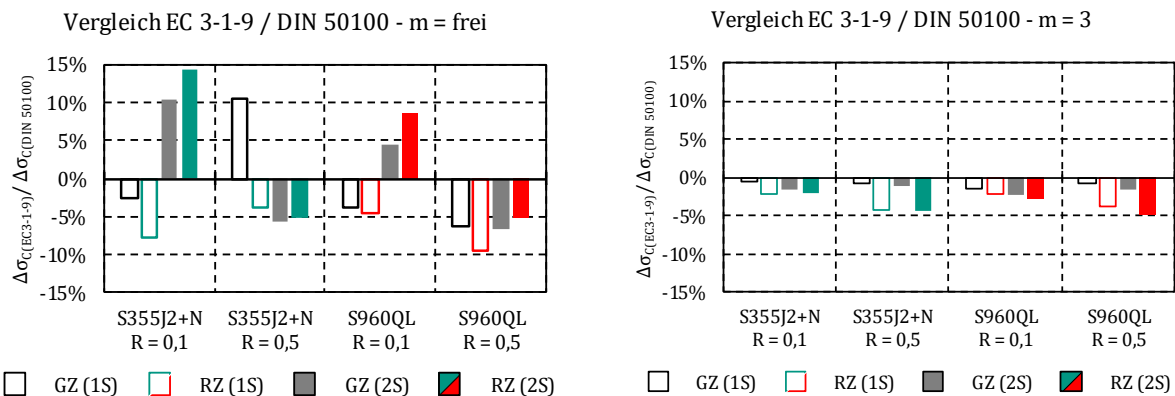 Vergleich EC 3-1-9 / DIN 50100 - m = frei
ΔσC(EC3-1-9)/ ΔσC(DIN 50100)
15%
10%
5%
0%
-5%
-10%
-15%
S355J2+N
R = 0,1
S355J2+N
R = 0,5
S960QL
R = 0,1
S960QL
R = 0,5
GZ (1S) RZ (1S) GZ (2S) RZ (2S)
Vergleich EC 3-1-9 / DIN 50100 - m = 3
ΔσC(EC3-1-9)/ ΔσC(DIN 50100)
15%
10%
5%
0%
-5%
-10%
-15%
S355J2+N
R = 0,1
S355J2+N
R = 0,5
S960QL
R = 0,1
S960QL
R = 0,5
GZ (1S) RZ (1S) GZ (2S) RZ (2S)